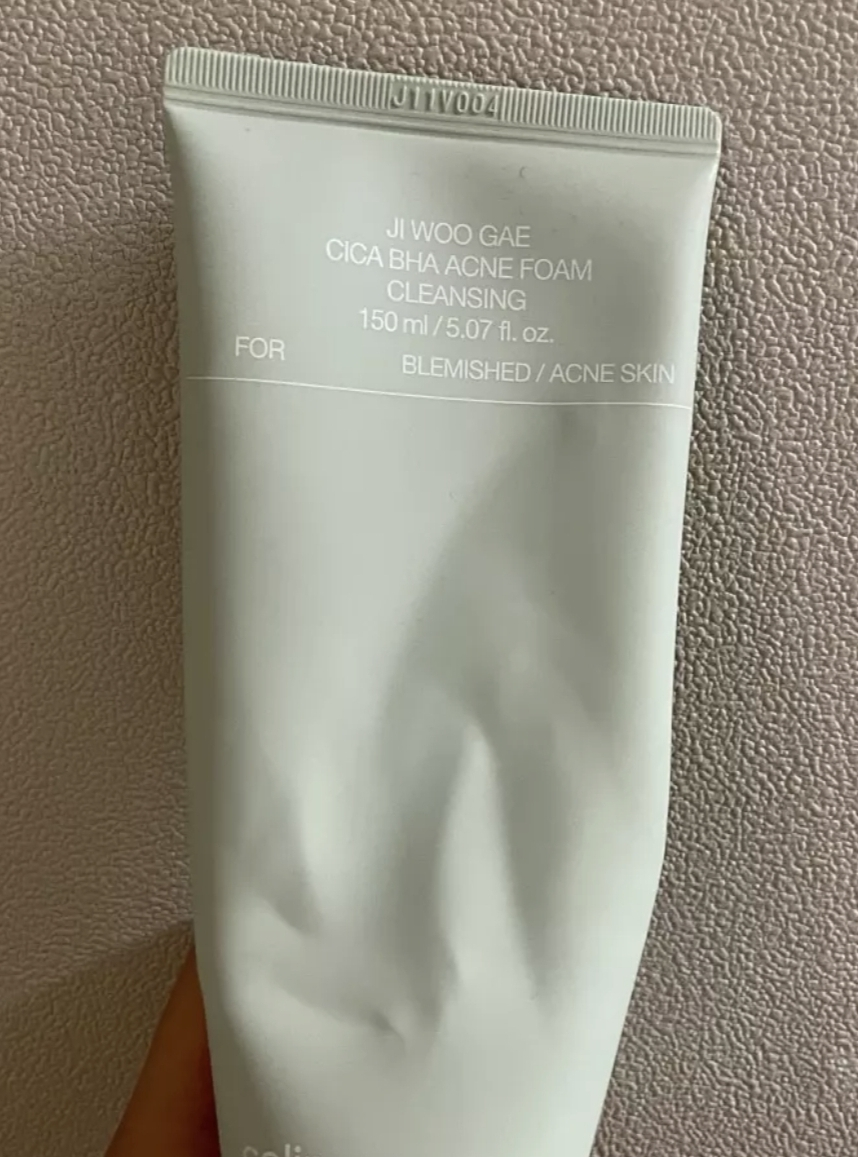 J11V004
JI WOO GAE
CICA BHA ACNE FOAM
CLEANSING
150 ml / 5.07 fl. oz.
FOR BLEMISHED / ACNE SKIN